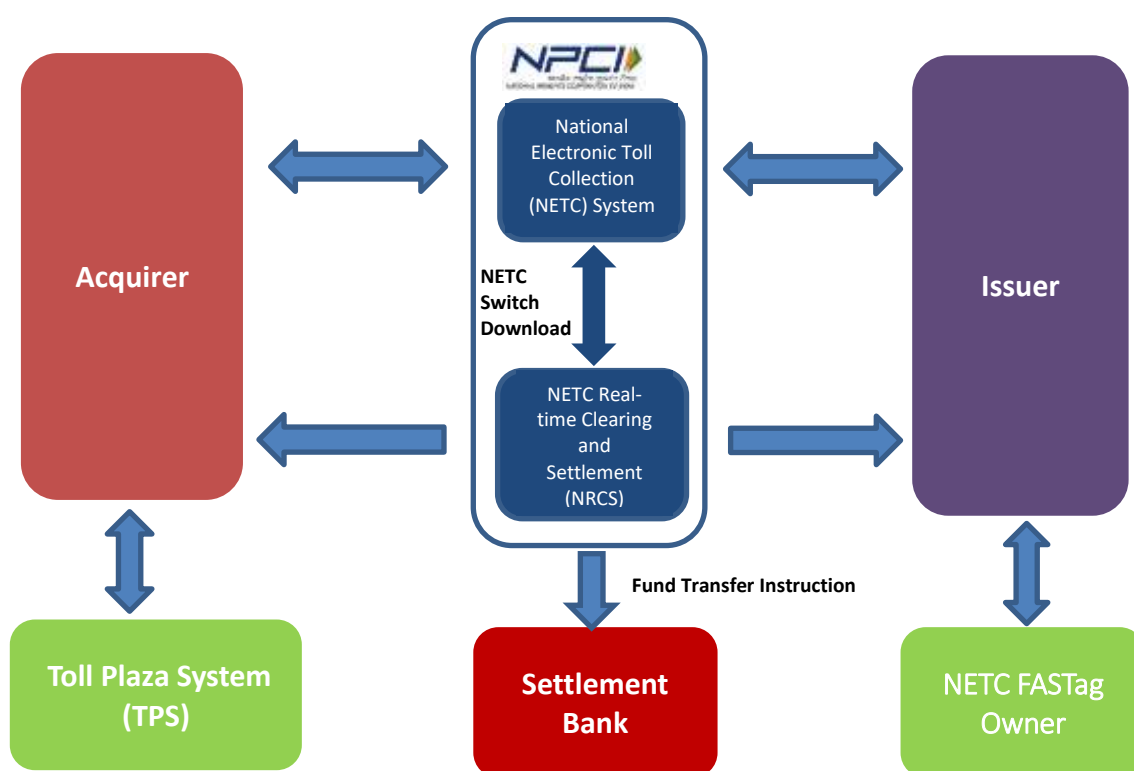 NPCI
National
Electronic Toll
Collection
(NETC) System
Acquirer
NETC
Switch
Download
Issuer
NETC Real-
time Clearing
and
Settlement
(NRCS)
Fund Transfer Instruction
Toll Plaza System
(TPS)
Settlement
Bank
NETC FASTag
Owner